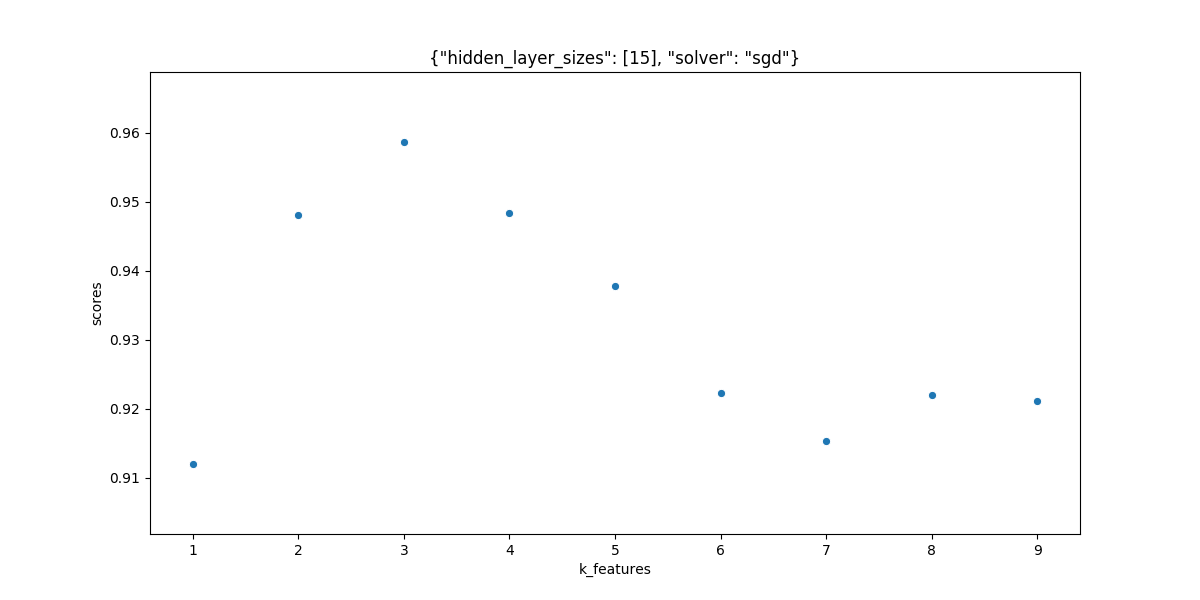 {"hidden_layer_sizes": [15], "solver": "sgd"}
0.96
0.95
0.94
0.93
0.92
0.91
scores
1 2 3 4 5 6 7 8 9
k_features